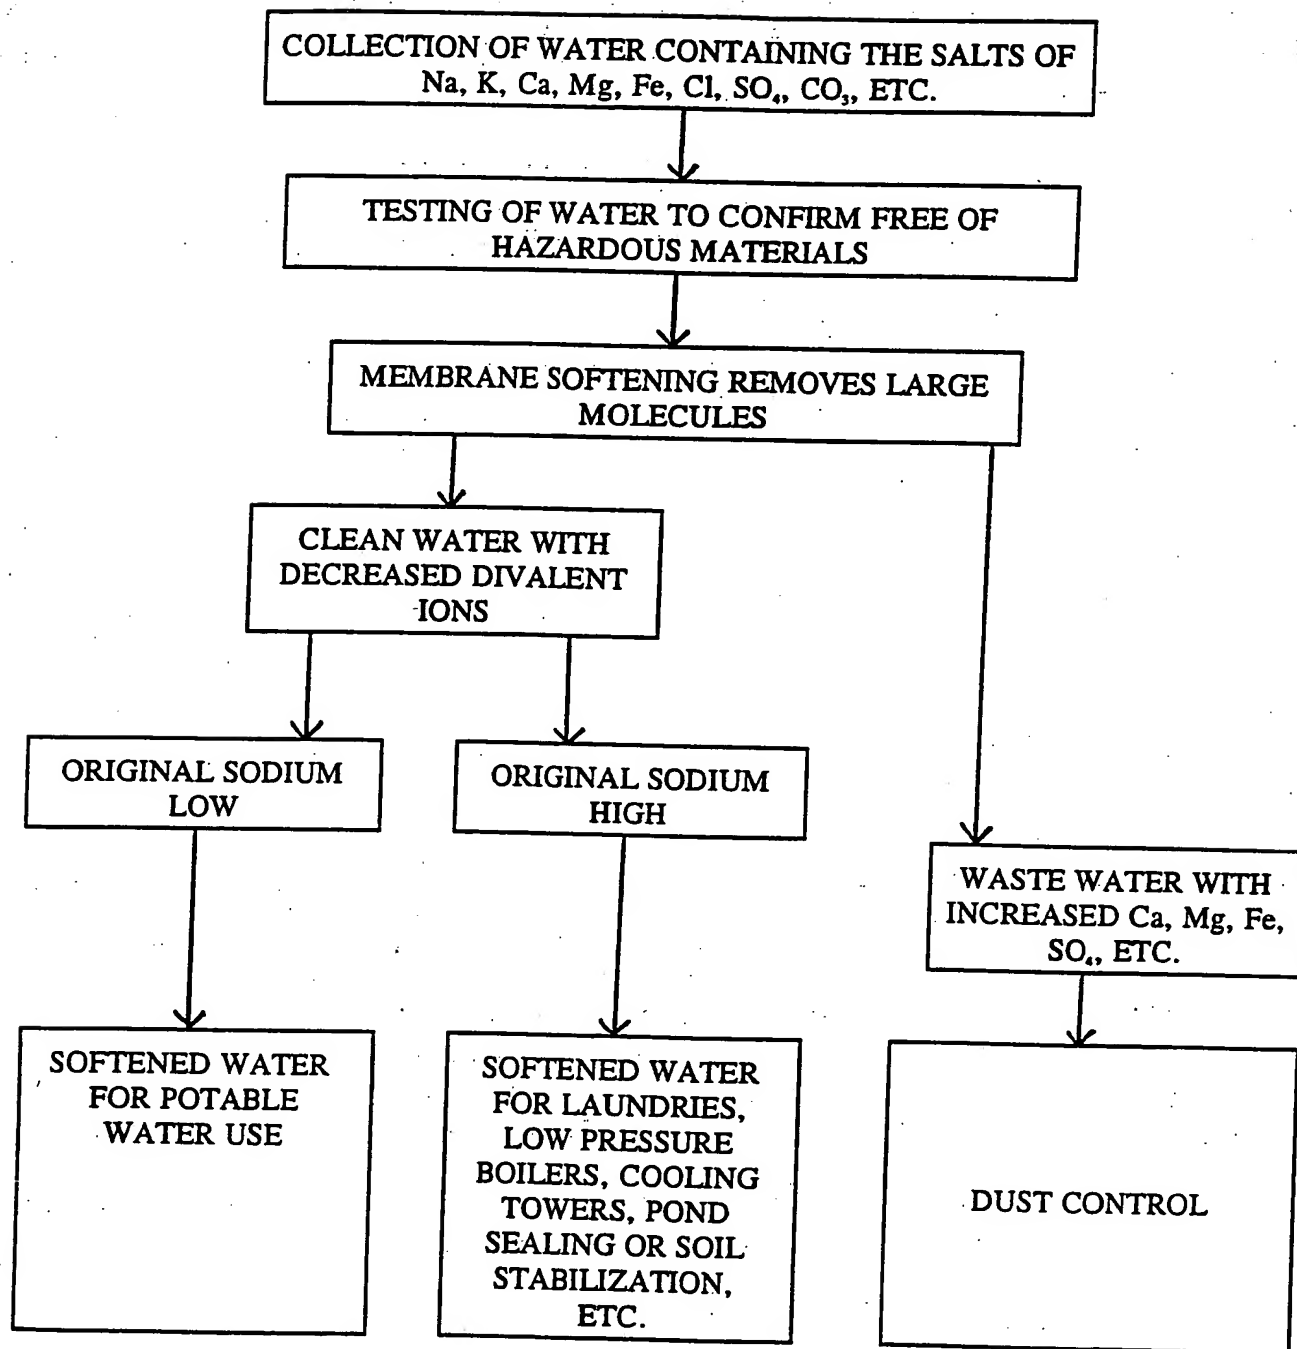 COLLECTION OF WATER CONTAINING THE SALTS OF
Na, K, Ca, Mg, Fe, Cl, SO₄, CO₃, ETC.
TESTING OF WATER TO CONFIRM FREE OF
HAZARDOUS MATERIALS
MEMBRANE SOFTENING REMOVES LARGE
MOLECULES
CLEAN WATER WITH
DECREASED DIVALENT
IONS
ORIGINAL SODIUM
LOW
ORIGINAL SODIUM
HIGH
WASTE WATER WITH
INCREASED Ca, Mg, Fe,
SO₄, ETC.
SOFTENED WATER
FOR POTABLE
WATER USE
SOFTENED WATER
FOR LAUNDRIES,
LOW PRESSURE
BOILERS, COOLING
TOWERS, POND
SEALING OR SOIL
STABILIZATION,
ETC.
DUST CONTROL